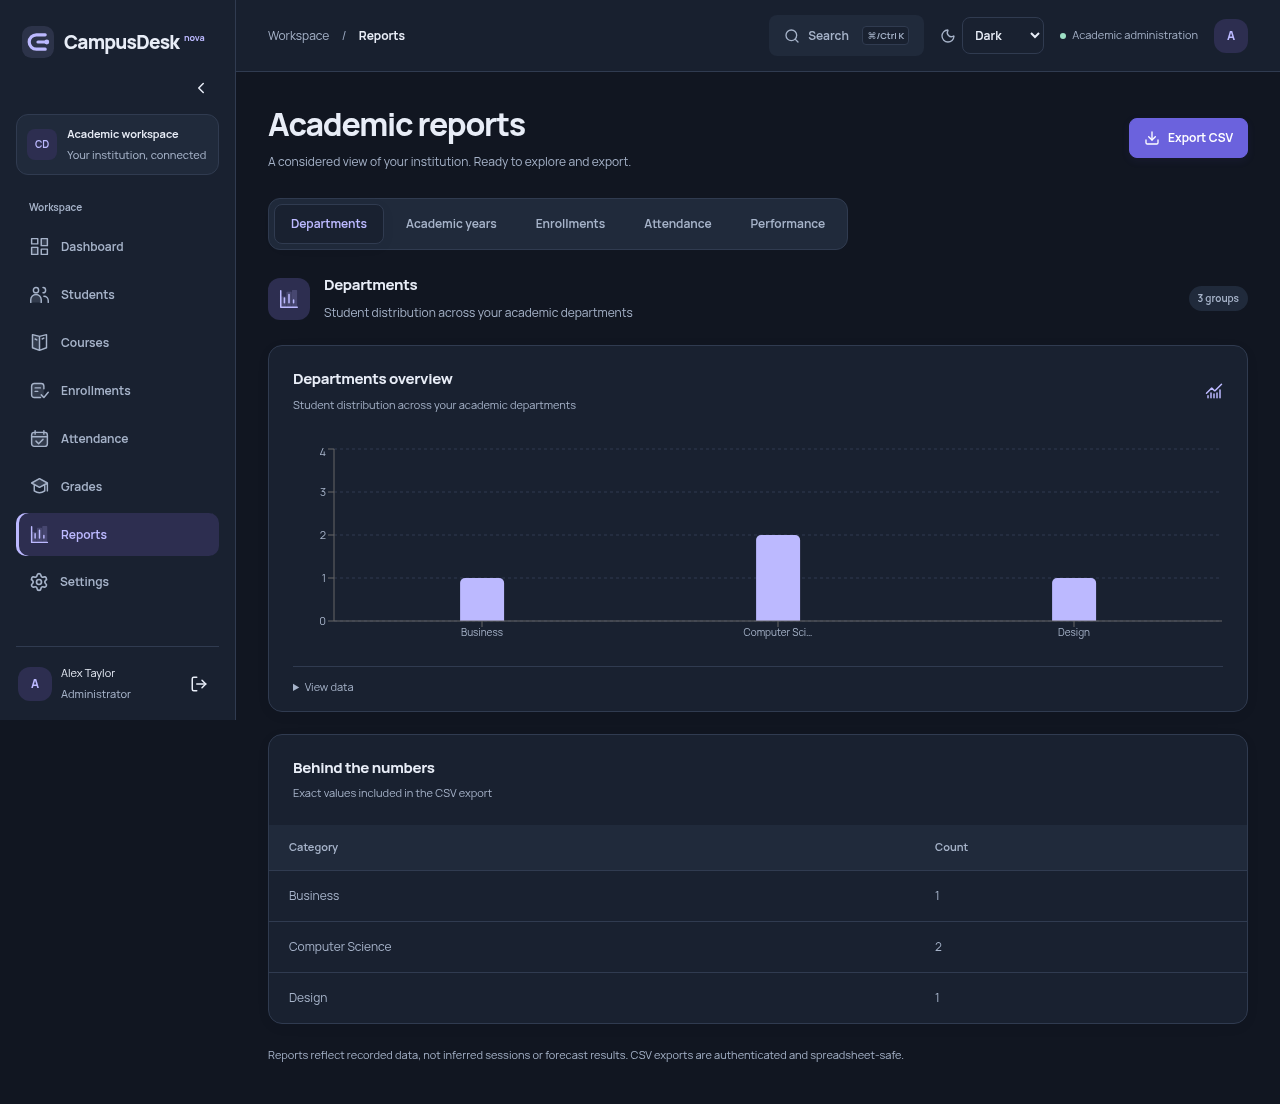 CampusDesk nova
CD
Academic workspace
Your institution, connected
Workspace
Dashboard
Students
Courses
Enrollments
Attendance
Grades
Reports
Settings
A
Alex Taylor
Administrator
Workspace / Reports
Search ⌘/Ctrl K
Dark
Academic administration
A
Academic reports
A considered view of your institution. Ready to explore and export.
Export CSV
Departments Academic years Enrollments Attendance Performance
Departments
Student distribution across your academic departments
3 groups
Departments overview
Student distribution across your academic departments
4
3
2
1
0
Business Computer Sci... Design
View data
Behind the numbers
Exact values included in the CSV export
Category Count
Business 1
Computer Science 2
Design 1
Reports reflect recorded data, not inferred sessions or forecast results. CSV exports are authenticated and spreadsheet-safe.